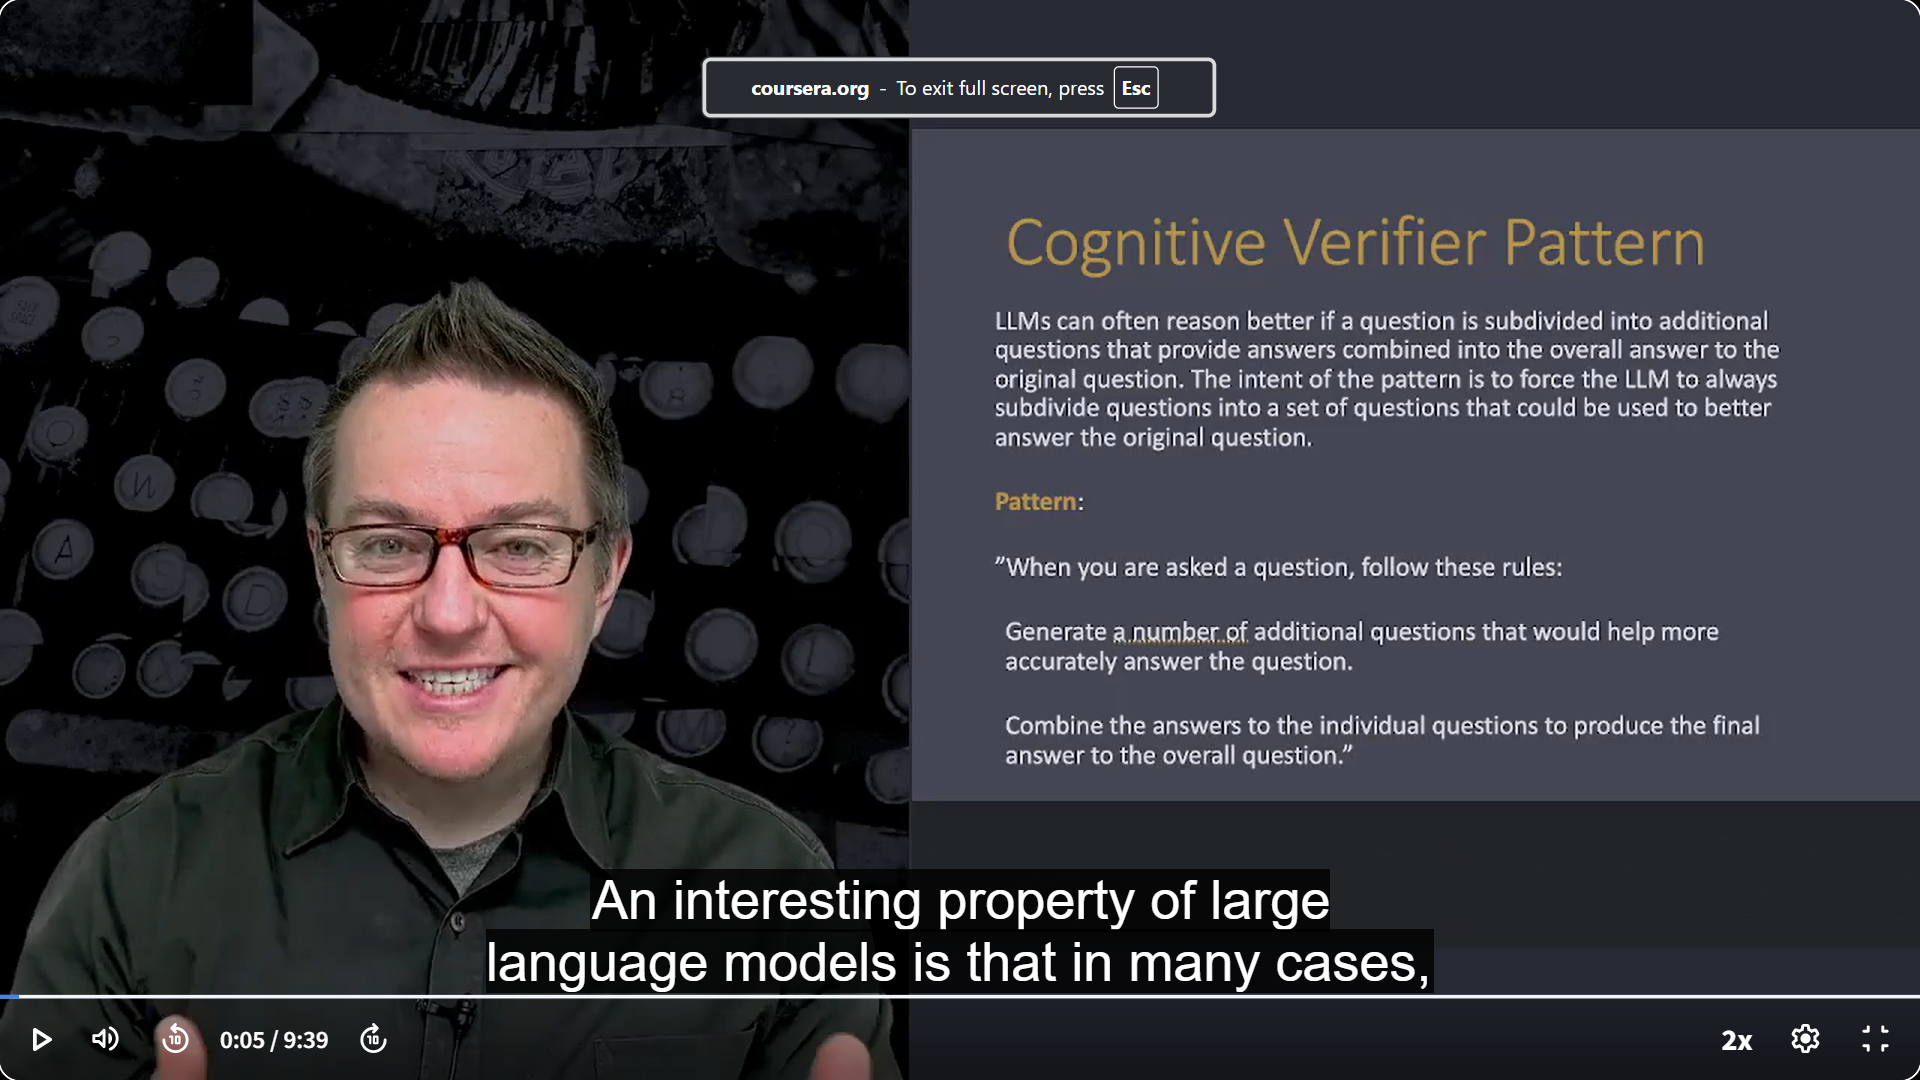 coursera.org - To exit full screen, press Esc
Cognitive Verifier Pattern
LLMs can often reason better if a question is subdivided into additional
questions that provide answers combined into the overall answer to the
original question. The intent of the pattern is to force the LLM to always
subdivide questions into a set of questions that could be used to better
answer the original question.
Pattern:
”When you are asked a question, follow these rules:
Generate a number of additional questions that would help more
accurately answer the question.
Combine the answers to the individual questions to produce the final
answer to the overall question.”
An interesting property of large
language models is that in many cases,
10
0:05 / 9:39
10
2x